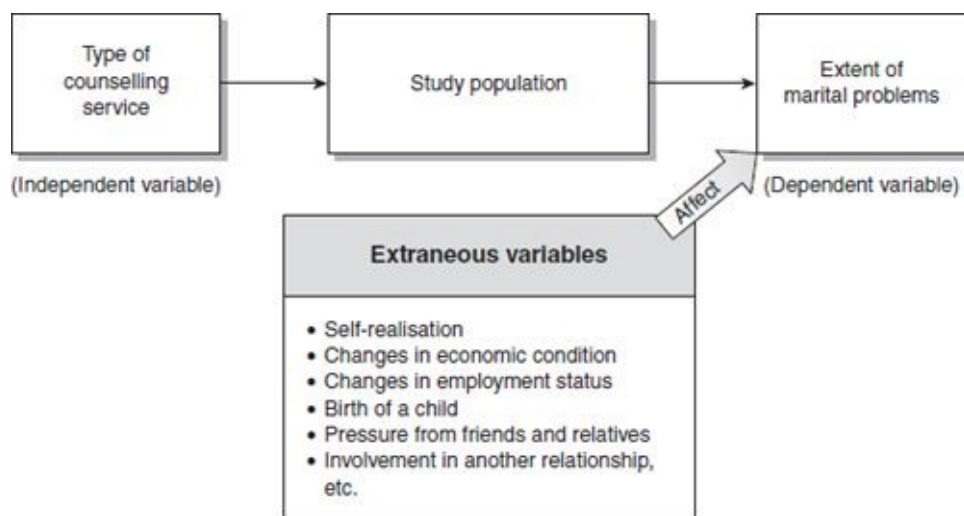 Type of
counselling
service
Study population
Extent of
marital problems
(Independent variable)
(Dependent variable)
Affect
Extraneous variables
• Self-realisation
• Changes in economic condition
• Changes in employment status
• Birth of a child
• Pressure from friends and relatives
• Involvement in another relationship,
etc.